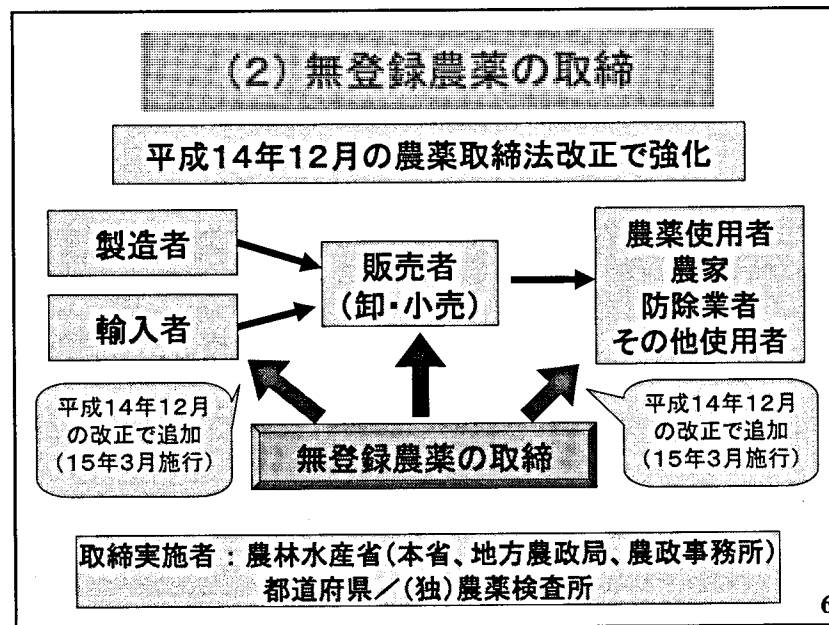 (2)無登録農薬の取締
平成14年12月の農薬取締法改正で強化
製造者
輸入者
販売者
(卸・小売)
農薬使用者
農家
防除業者
その他使用者
平成14年12月
の改正で追加
(15年3月施行)
無登録農薬の取締
平成14年12月
の改正で追加
(15年3月施行)
取締実施者:農林水産省(本省、地方農政局、農政事務所)
都道府県/(独)農薬検査所
6